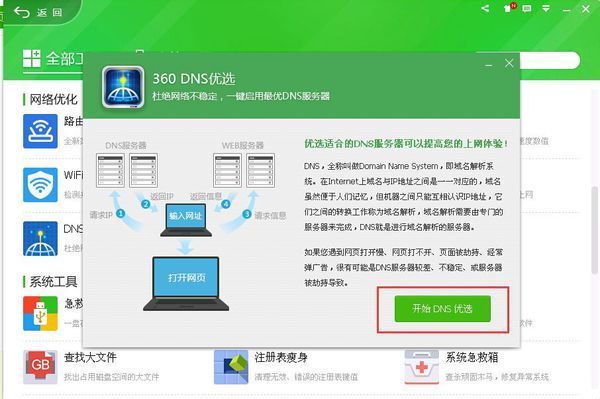 返 回
全部工
网络优化
路由
WiFi
DNS
系统工具
急救
查找大文件
找出占用磁盘空间的大文件
注册表瘦身
清理无效、错误的注册表键值
系统急救箱
查杀顽固木马，修复异常系统
GB
360 DNS优选
杜绝网络不稳定，一键启用最优DNS服务器
DNS服务器
WEB服务器
返回IP
返回信息
请求IP
1
2
输入网址
4
3
请求信息
打开网页
优选适合的DNS服务器可以提高您的上网体验！
DNS，全称叫做Domain Name System，即域名解析系
统。在Internet上域名与IP地址之间是一一对应的，域名
虽然便于人们记忆，但机器之间只能互相认识IP地址，它
们之间的转换工作称为域名解析，域名解析需要由专门的
服务器来完成，DNS就是进行域名解析的服务器。
如果您遇到网页打开慢、网页打不开、页面被劫持、经常
弹广告，很有可能是DNS服务器较差、不稳定、或服务器
被劫持导致。
开始 DNS 优选
速度数值
上网
软件